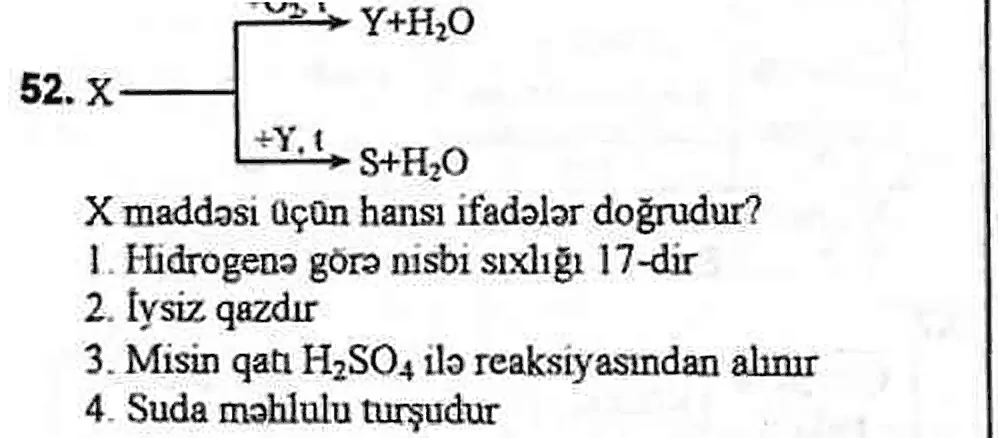 +O₂, t
Y+H₂O
52. X
+Y, t
S+H₂O
X maddəsi üçün hansı ifadələr doğrudur?
1. Hidrogenə görə nisbi sıxlığı 17-dir
2. İysiz qazdır
3. Misin qatı H₂SO₄ ilə reaksiyasından alınır
4. Suda məhlulu turşudur